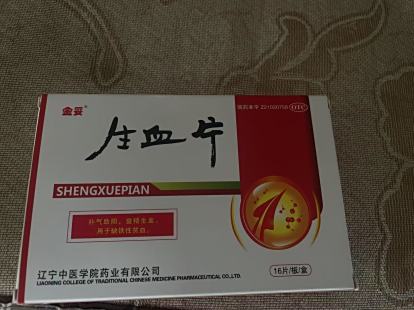 金妥®
国药准字 Z21020758 OTC
生血片
SHENGXUEPIAN
补气益阴，益精生血。
用于缺铁性贫血。
辽宁中医学院药业有限公司
LIAONING COLLEGE OF TRADITIONAL CHINESE MEDICINE PHARMACEUTICAL CO.,LTD.
16片/板/盒